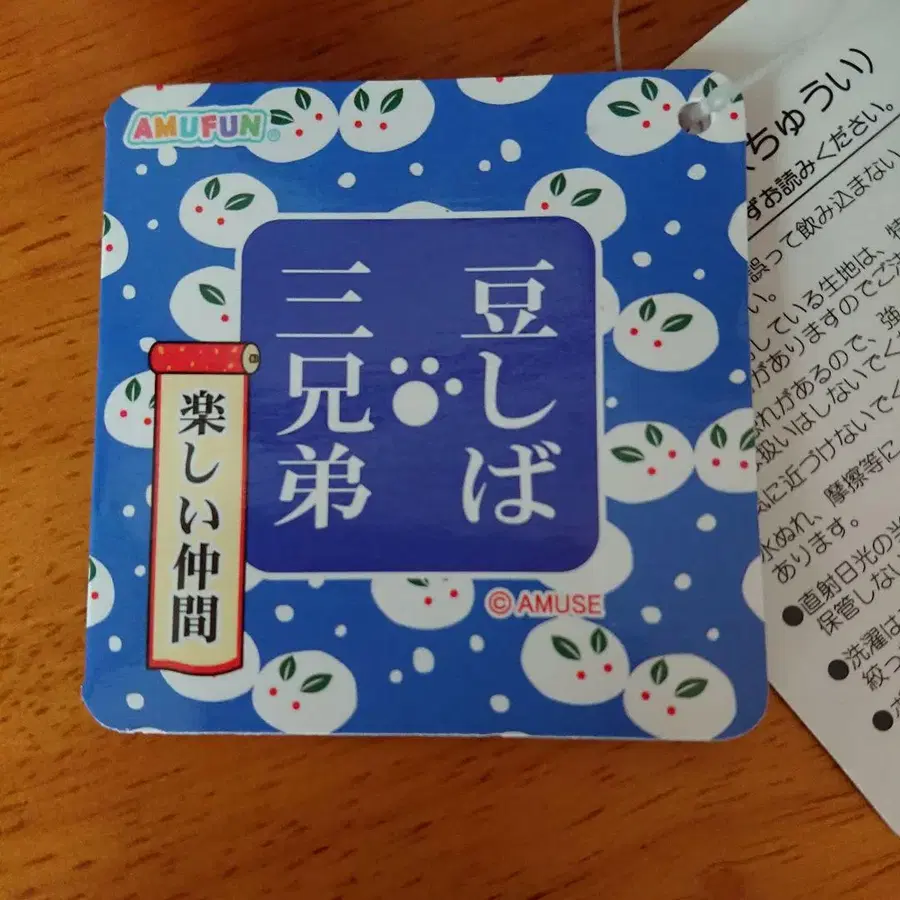 AMUFUN®
豆しば
三兄弟
楽しい仲間
© AMUSE
ちゅうい)
ずお読みください。
誤って飲み込まない
い。
している生地は、特
がありますのでご注
れがあるので、強
扱いはしないでく
に近づけないで
水ぬれ、摩擦等に
あります。
●直射日光の当
保管しない
●洗濯は
絞っ
●